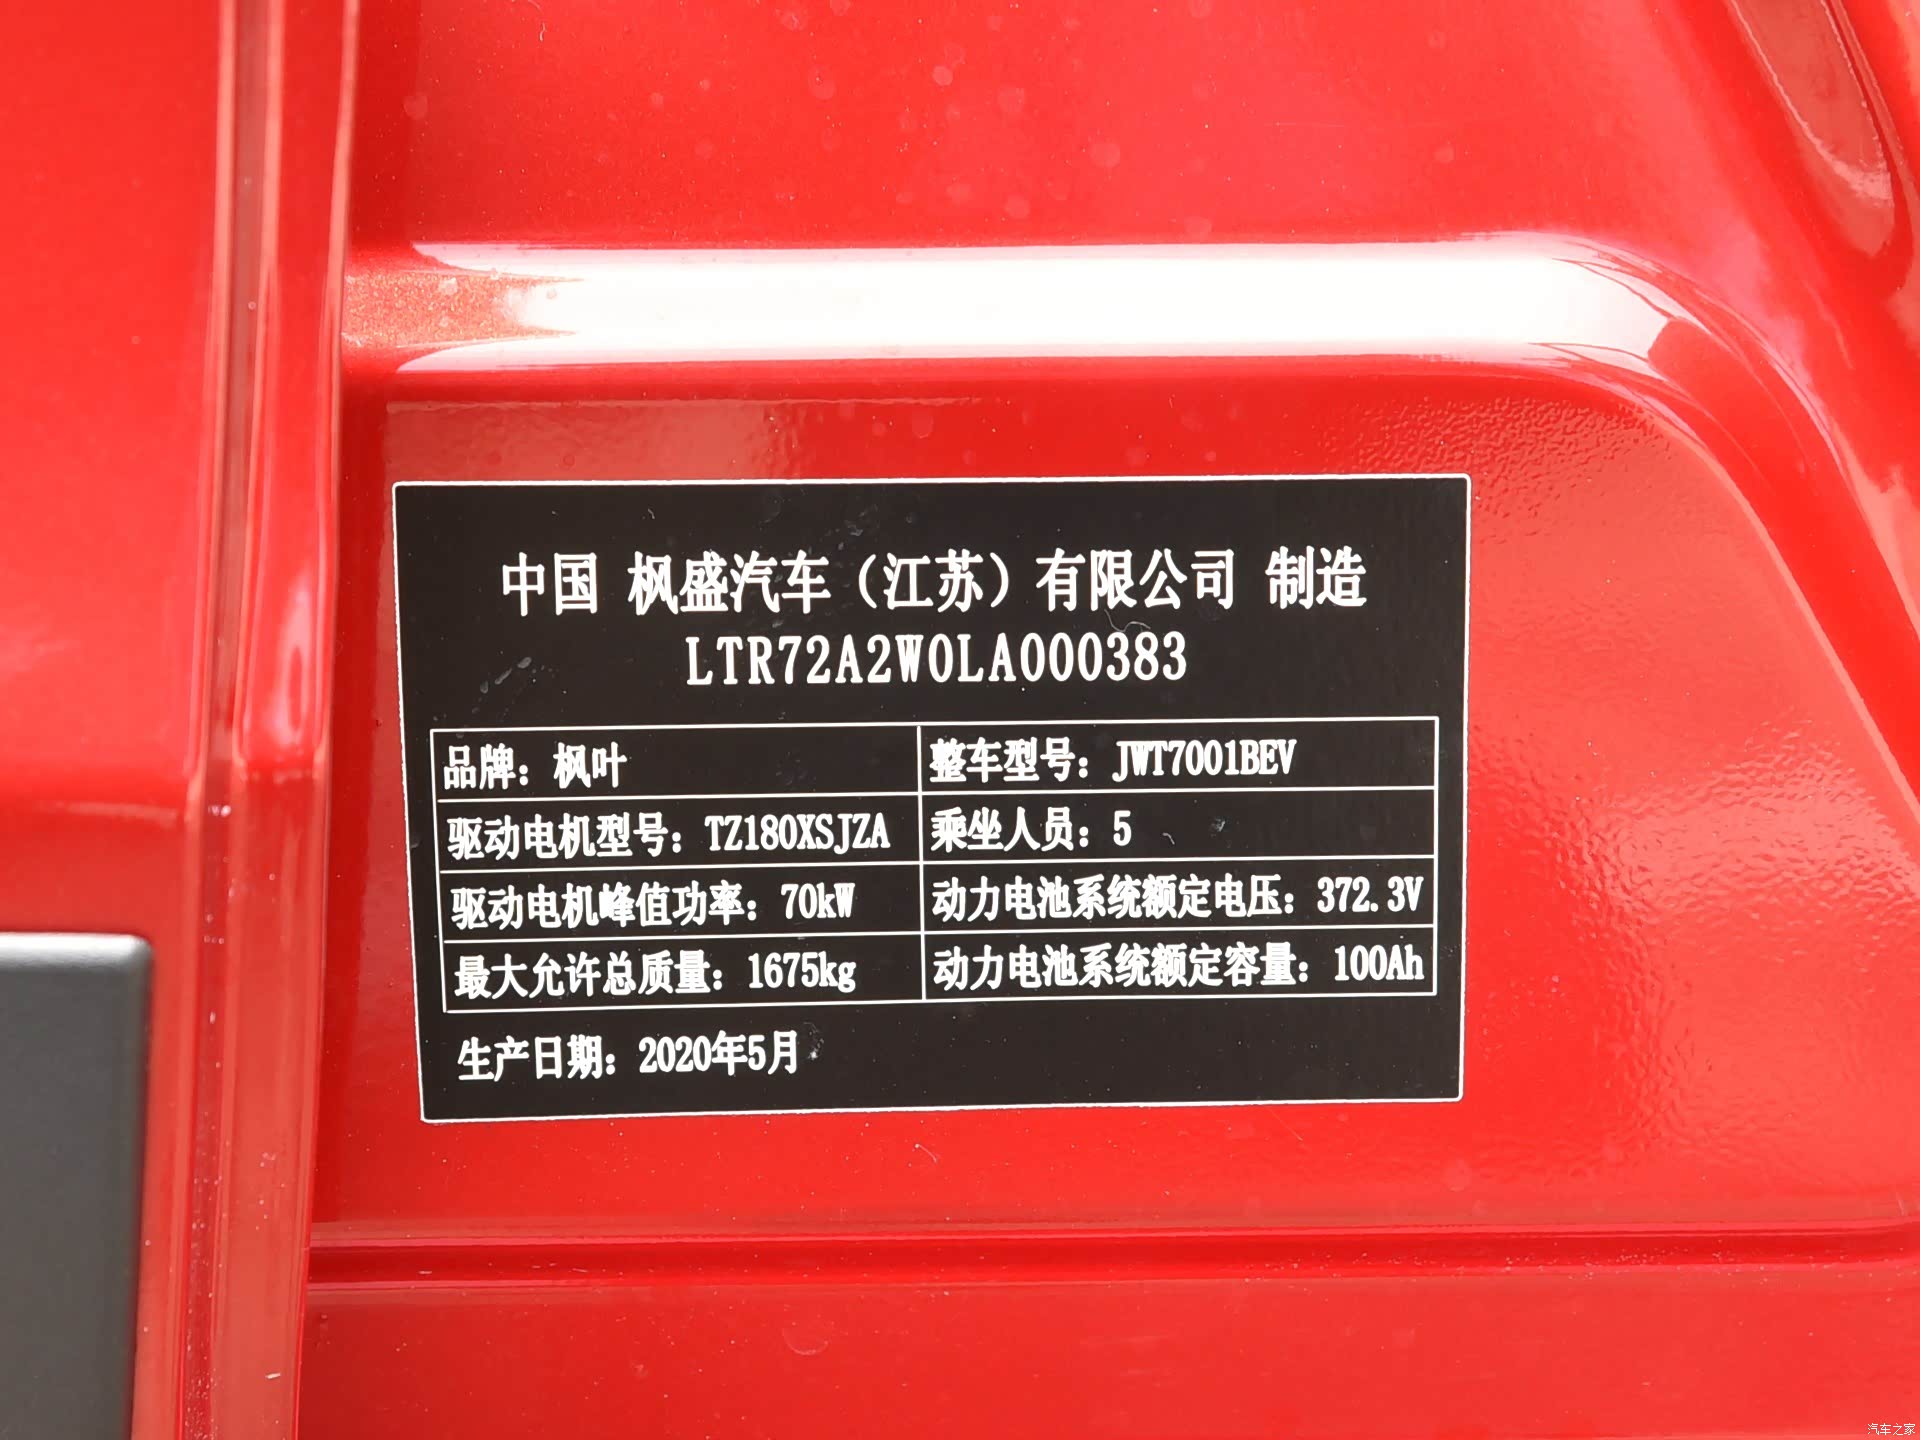 中国 枫盛汽车（江苏）有限公司 制造
LTR72A2W0LA000383
品牌：枫叶 整车型号：JWT7001BEV
驱动电机型号：TZ180XSJZA 乘坐人员：5
驱动电机峰值功率：70kW 动力电池系统额定电压：372.3V
最大允许总质量：1675kg 动力电池系统额定容量：100Ah
生产日期：2020年5月
汽车之家